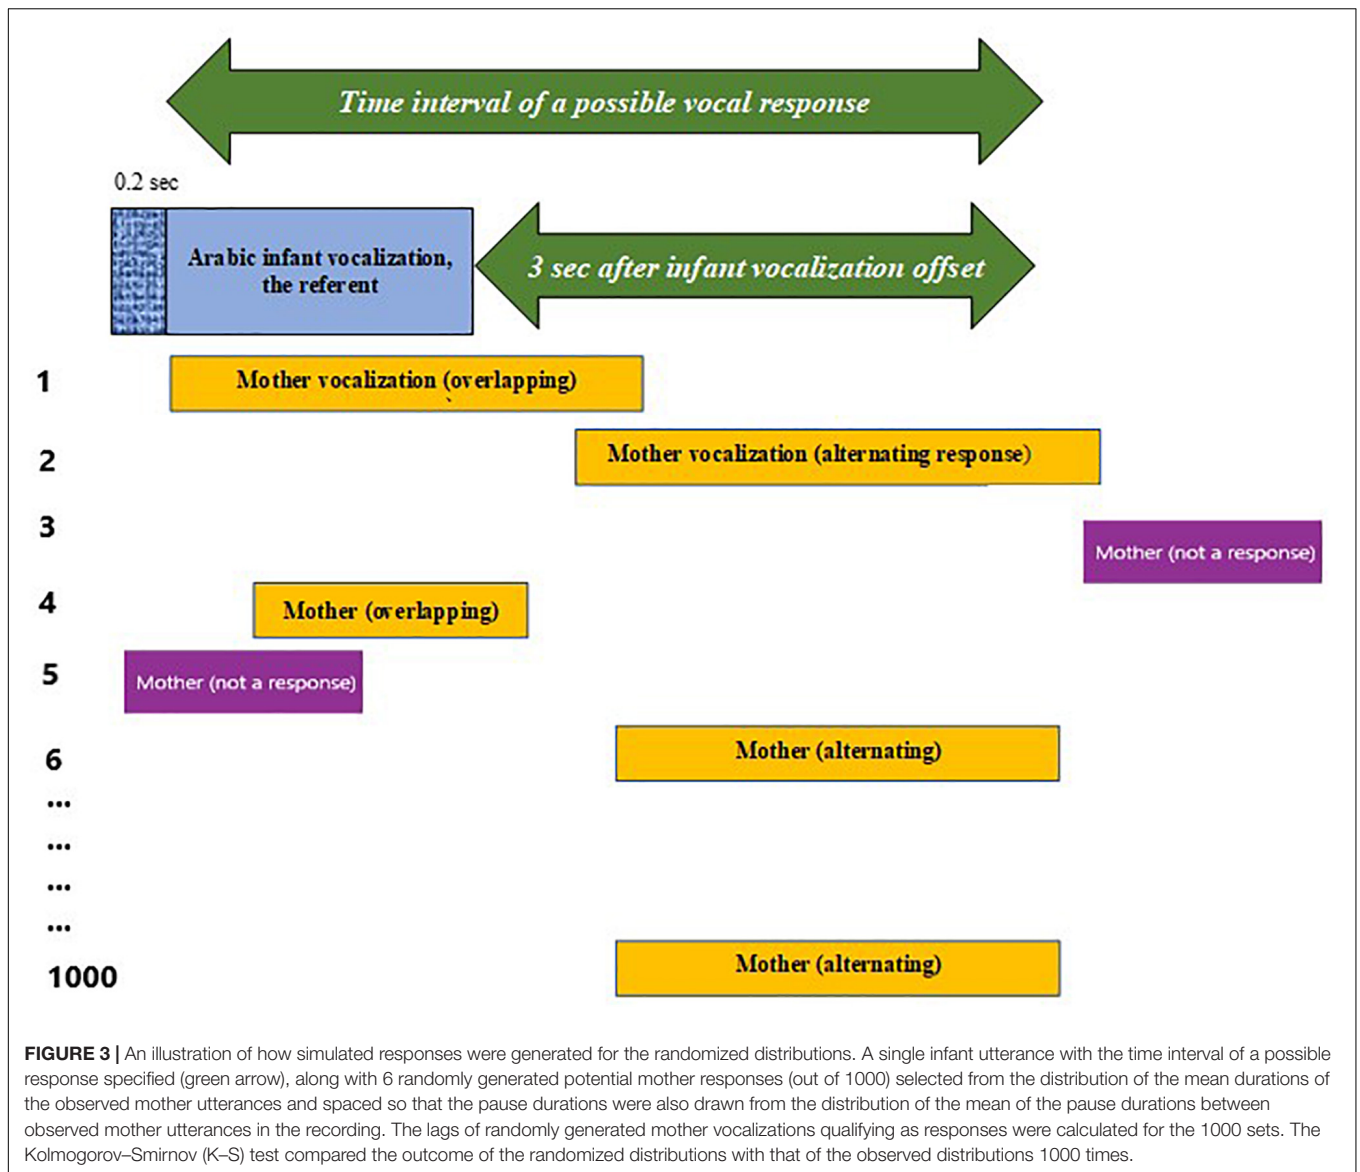 Time interval of a possible vocal response
0.2 sec
Arabic infant vocalization,
the referent
3 sec after infant vocalization offset
1
Mother vocalization (overlapping)
2
Mother vocalization (alternating response)
3
Mother (not a response)
4
Mother (overlapping)
5
Mother (not a response)
6
Mother (alternating)
...
...
...
...
1000
Mother (alternating)
FIGURE 3 | An illustration of how simulated responses were generated for the randomized distributions. A single infant utterance with the time interval of a possible
response specified (green arrow), along with 6 randomly generated potential mother responses (out of 1000) selected from the distribution of the mean durations of
the observed mother utterances and spaced so that the pause durations were also drawn from the distribution of the mean of the pause durations between
observed mother utterances in the recording. The lags of randomly generated mother vocalizations qualifying as responses were calculated for the 1000 sets. The
Kolmogorov–Smirnov (K–S) test compared the outcome of the randomized distributions with that of the observed distributions 1000 times.